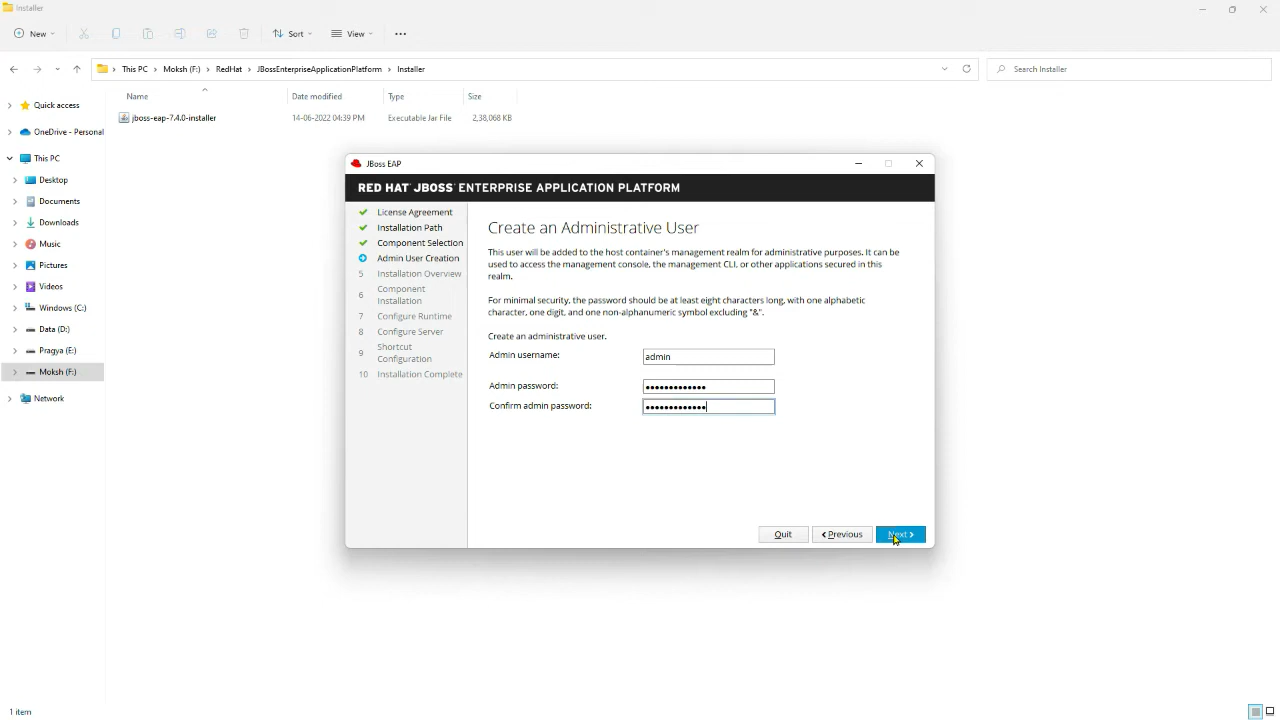 Installer
New
Sort
View
This PC
Moksh (F:)
RedHat
JBossEnterpriseApplicationPlatform
Installer
Search Installer
Name
Date modified
Type
Size
jboss-eap-7.4.0-installer
14-06-2022 04:39 PM
Executable Jar File
2,38,068 KB
Quick access
OneDrive - Personal
This PC
Desktop
Documents
Downloads
Music
Pictures
Videos
Windows (C:)
Data (D:)
Pragya (E:)
Moksh (F:)
Network
JBoss EAP
RED HAT JBOSS ENTERPRISE APPLICATION PLATFORM
License Agreement
Installation Path
Component Selection
Admin User Creation
5 Installation Overview
6 Component
Installation
7 Configure Runtime
8 Configure Server
9 Shortcut
Configuration
10 Installation Complete
Create an Administrative User
This user will be added to the host container's management realm for administrative purposes. It can be
used to access the management console, the management CLI, or other applications secured in this
realm.
For minimal security, the password should be at least eight characters long, with one alphabetic
character, one digit, and one non-alphanumeric symbol excluding "&".
Create an administrative user.
Admin username:
admin
Admin password:
Confirm admin password:
Quit
Previous
Next
1 item